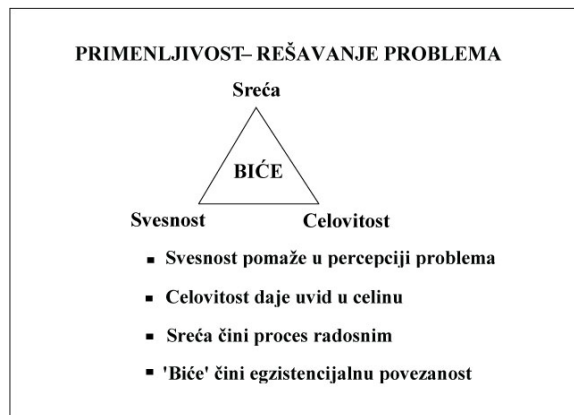 PRIMENLJIVOST– REŠAVANJE PROBLEMA
Sreća
BIĆE
Svesnost Celovitost
▪ Svesnost pomaže u percepciji problema
▪ Celovitost daje uvid u celinu
▪ Sreća čini proces radosnim
▪ 'Biće' čini egzistencijalnu povezanost